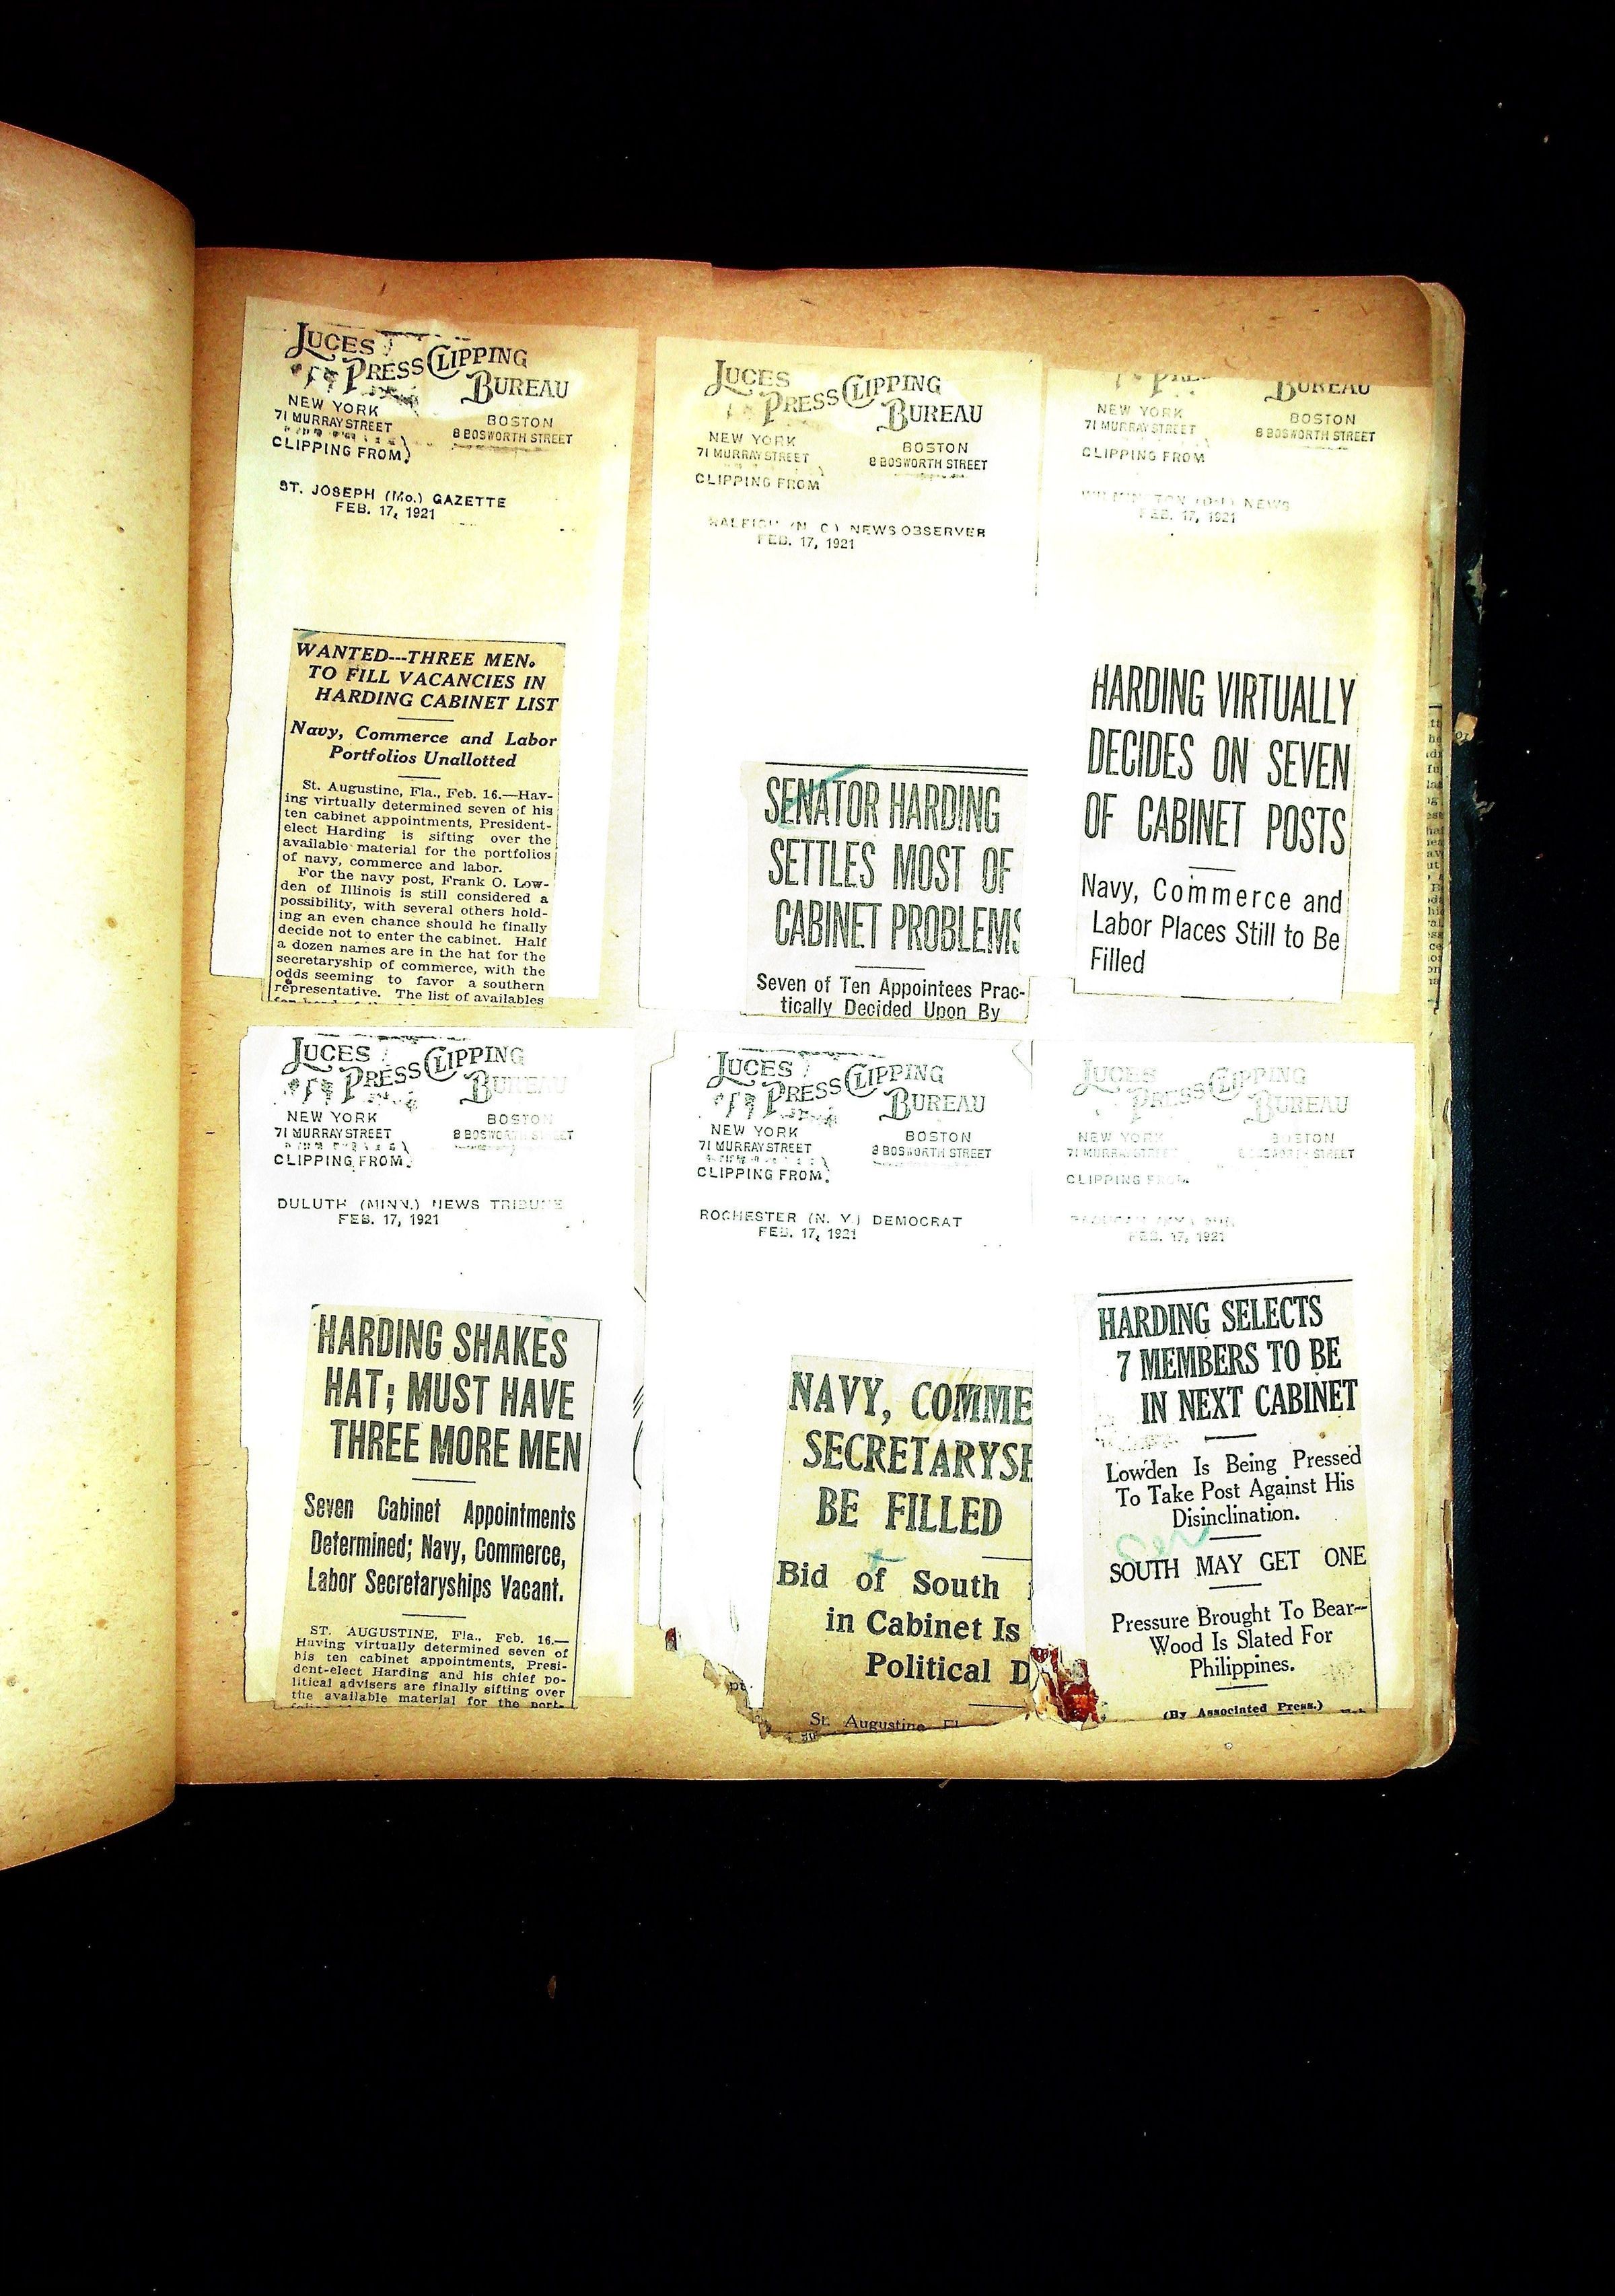 LUCES
PRESS CLIPPING
BUREAU
NEW YORK
71 MURRAY STREET
BOSTON
8 BOSWORTH STREET
CLIPPING FROM
ST. JOSEPH (Mo.) GAZETTE
FEB. 17, 1921
WANTED---THREE MEN.
TO FILL VACANCIES IN
HARDING CABINET LIST
Navy, Commerce and Labor
Portfolios Unallotted
St. Augustine, Fla., Feb. 16.—Hav-
ing virtually determined seven of his
ten cabinet appointments, President-
elect Harding is sifting over the
available material for the portfolios
of navy, commerce and labor.
For the navy post, Frank O. Low-
den of Illinois is still considered a
possibility, with several others hold-
ing an even chance should he finally
decide not to enter the cabinet. Half
a dozen names are in the hat for the
secretaryship of commerce, with the
odds seeming to favor a southern
representative. The list of availables
LUCES
PRESS CLIPPING
BUREAU
NEW YORK
71 MURRAY STREET
BOSTON
8 BOSWORTH STREET
CLIPPING FROM
RALEIGH (N. C.) NEWS OBSERVER
FEB. 17, 1921
SENATOR HARDING
SETTLES MOST OF
CABINET PROBLEMS
Seven of Ten Appointees Prac-
tically Decided Upon By
BUREAU
NEW YORK
71 MURRAY STREET
BOSTON
8 BOSWORTH STREET
CLIPPING FROM
NEWS
FEB. 17, 1921
HARDING VIRTUALLY
DECIDES ON SEVEN
OF CABINET POSTS
Navy, Commerce and
Labor Places Still to Be
Filled
LUCES
PRESS CLIPPING
BUREAU
NEW YORK
71 MURRAY STREET
BOSTON
8 BOSWORTH STREET
CLIPPING FROM
DULUTH (MINN.) NEWS TRIBUNE
FEB. 17, 1921
HARDING SHAKES
HAT; MUST HAVE
THREE MORE MEN
Seven Cabinet Appointments
Determined; Navy, Commerce,
Labor Secretaryships Vacant.
ST. AUGUSTINE, Fla., Feb. 16.—
Having virtually determined seven of
his ten cabinet appointments, Presi-
dent-elect Harding and his chief po-
litical advisers are finally sifting over
the available material for the port-
LUCES
PRESS CLIPPING
BUREAU
NEW YORK
71 MURRAY STREET
BOSTON
8 BOSWORTH STREET
CLIPPING FROM
ROCHESTER (N. Y.) DEMOCRAT
FEB. 17, 1921
NAVY, COMME
SECRETARYSH
BE FILLED
Bid of South
in Cabinet Is
Political D
St. Augustine, Fl
LUCES
PRESS CLIPPING
BUREAU
NEW YORK
71 MURRAY STREET
BOSTON
STREET
CLIPPING FROM
FEB. 17, 1921
HARDING SELECTS
7 MEMBERS TO BE
IN NEXT CABINET
Lowden Is Being Pressed
To Take Post Against His
Disinclination.
SOUTH MAY GET ONE
Pressure Brought To Bear—
Wood Is Slated For
Philippines.
(By Associated Press.)